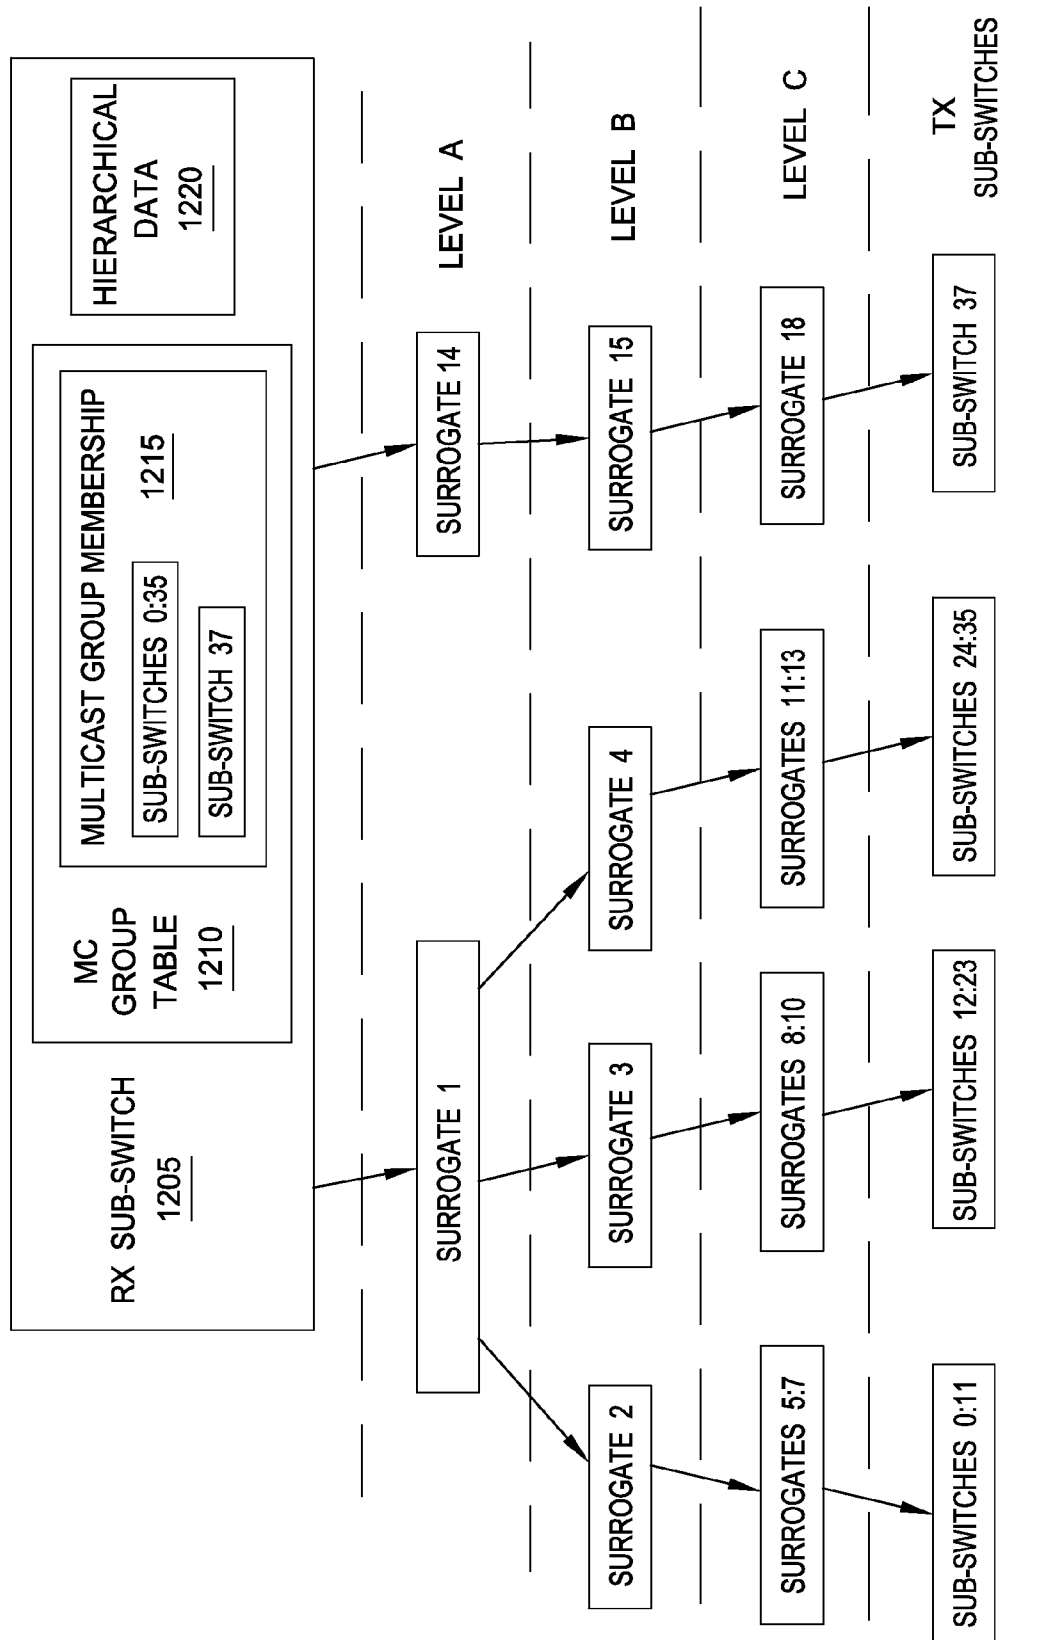 RX SUB-SWITCH
1205
MC
GROUP
TABLE
1210
MULTICAST GROUP MEMBERSHIP
1215
SUB-SWITCHES 0:35
SUB-SWITCH 37
HIERARCHICAL
DATA
1220
SURROGATE 1
SURROGATE 14
LEVEL A
SURROGATE 2
SURROGATE 3
SURROGATE 4
SURROGATE 15
LEVEL B
SURROGATES 5:7
SURROGATES 8:10
SURROGATES 11:13
SURROGATE 18
LEVEL C
SUB-SWITCHES 0:11
SUB-SWITCHES 12:23
SUB-SWITCHES 24:35
SUB-SWITCH 37
TX
SUB-SWITCHES